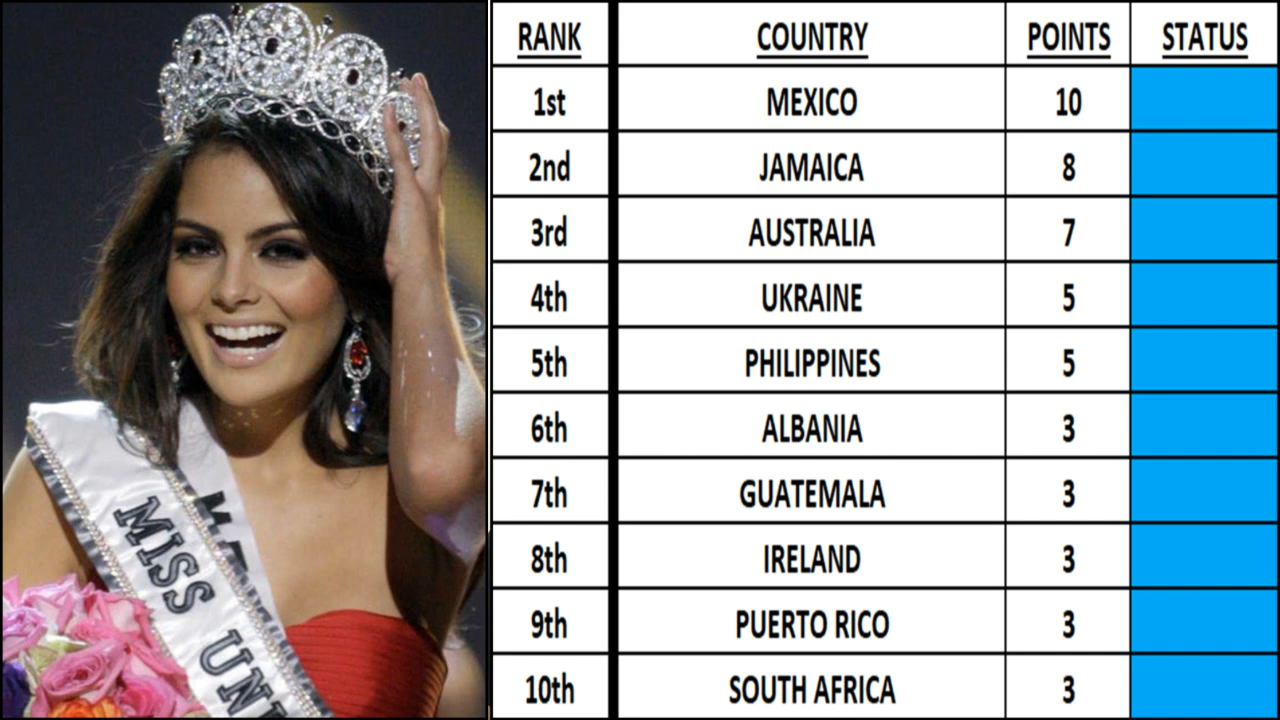 MISS UNI
RANK COUNTRY POINTS STATUS
1st MEXICO 10
2nd JAMAICA 8
3rd AUSTRALIA 7
4th UKRAINE 5
5th PHILIPPINES 5
6th ALBANIA 3
7th GUATEMALA 3
8th IRELAND 3
9th PUERTO RICO 3
10th SOUTH AFRICA 3